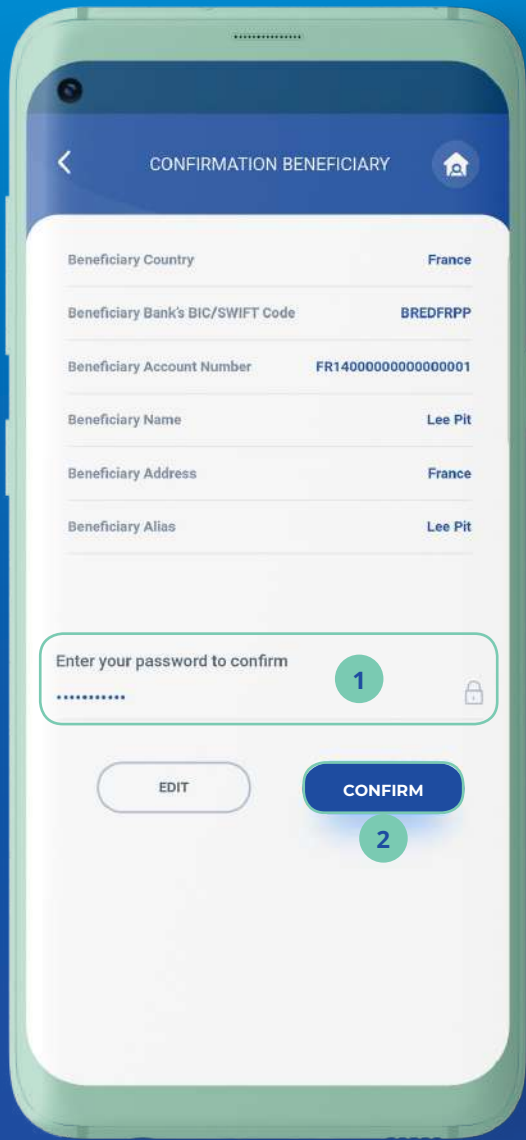 CONFIRMATION BENEFICIARY
Beneficiary Country France
Beneficiary Bank's BIC/SWIFT Code BREDFRPP
Beneficiary Account Number FR14000000000000001
Beneficiary Name Lee Pit
Beneficiary Address France
Beneficiary Alias Lee Pit
Enter your password to confirm
1
EDIT CONFIRM
2